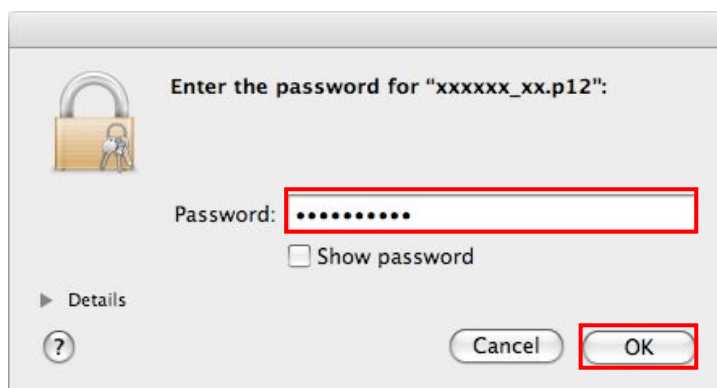 Enter the password for “xxxxxx_xx.p12”:
Password: ••••••••••
Show password
Details
? Cancel OK